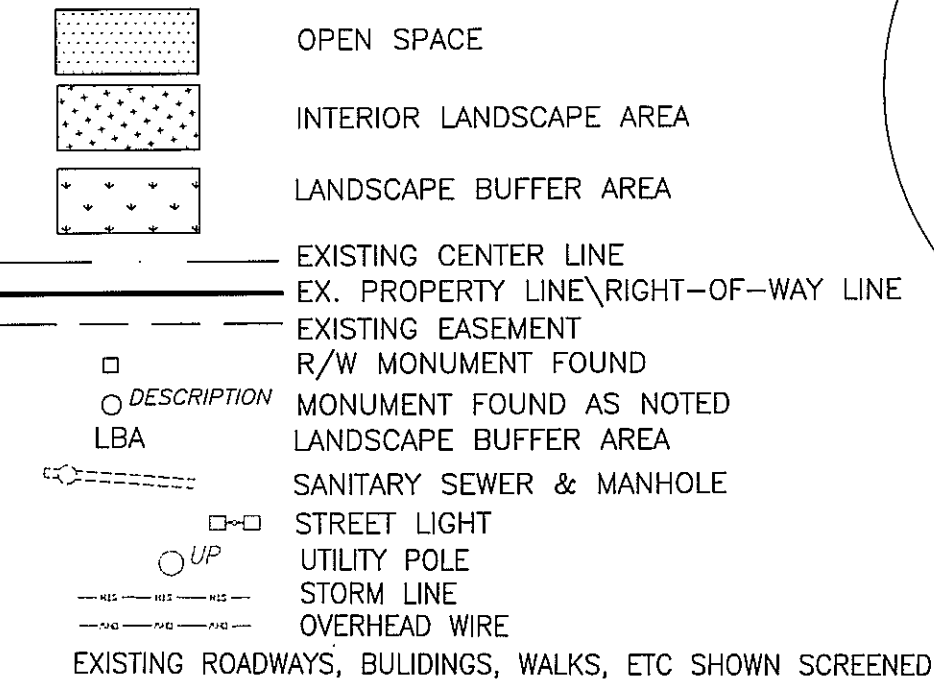 OPEN SPACE
INTERIOR LANDSCAPE AREA
LANDSCAPE BUFFER AREA
EXISTING CENTER LINE
EX. PROPERTY LINE\RIGHT-OF-WAY LINE
EXISTING EASEMENT
R/W MONUMENT FOUND
DESCRIPTION MONUMENT FOUND AS NOTED
LBA LANDSCAPE BUFFER AREA
SANITARY SEWER & MANHOLE
STREET LIGHT
UP UTILITY POLE
STORM LINE
OVERHEAD WIRE
EXISTING ROADWAYS, BULIDINGS, WALKS, ETC SHOWN SCREENED